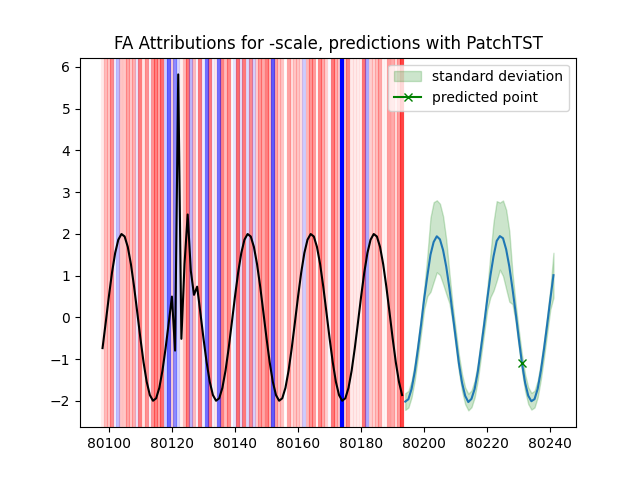 FA Attributions for -scale, predictions with PatchTST
standard deviation
predicted point
6
5
4
3
2
1
0
−1
−2
80100 80120 80140 80160 80180 80200 80220 80240